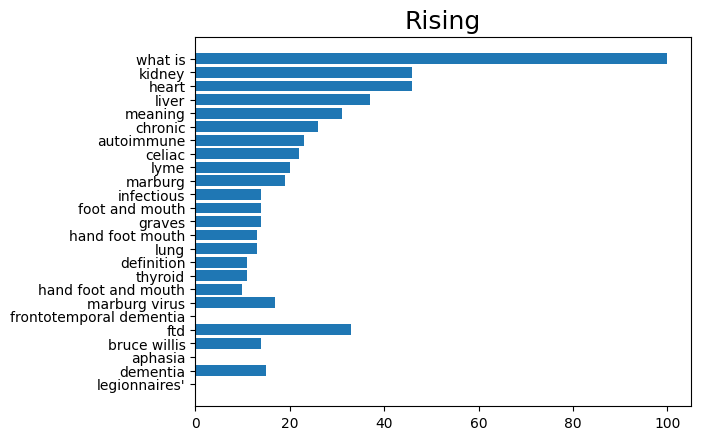 Rising
what is
kidney
heart
liver
meaning
chronic
autoimmune
celiac
lyme
marburg
infectious
foot and mouth
graves
hand foot mouth
lung
definition
thyroid
hand foot and mouth
marburg virus
frontotemporal dementia
ftd
bruce willis
aphasia
dementia
legionnaires'
0 20 40 60 80 100